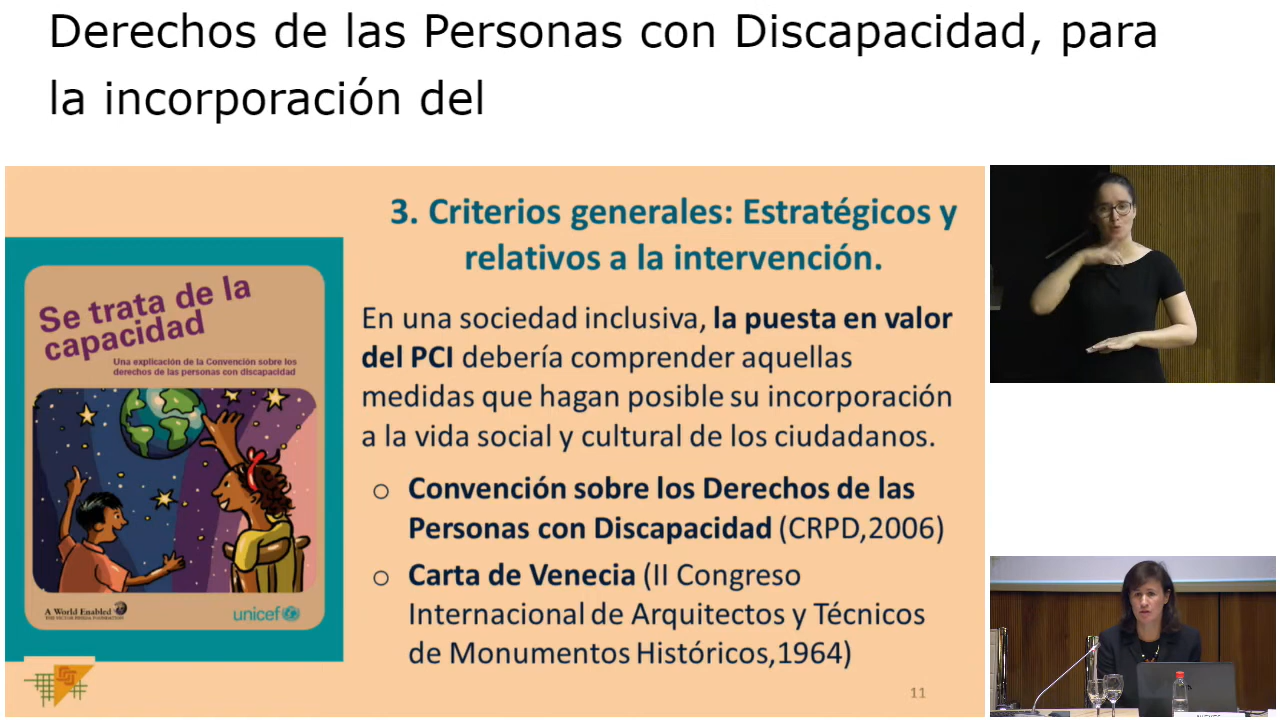 Derechos de las Personas con Discapacidad, para
la incorporación del
3. Criterios generales: Estratégicos y
relativos a la intervención.
Se trata de la
capacidad
Una explicación de la Convención sobre los
derechos de las personas con discapacidad
A World Enabled
unicef
En una sociedad inclusiva, la puesta en valor
del PCI debería comprender aquellas
medidas que hagan posible su incorporación
a la vida social y cultural de los ciudadanos.
o Convención sobre los Derechos de las
Personas con Discapacidad (CRPD,2006)
o Carta de Venecia (II Congreso
Internacional de Arquitectos y Técnicos
de Monumentos Históricos,1964)
11